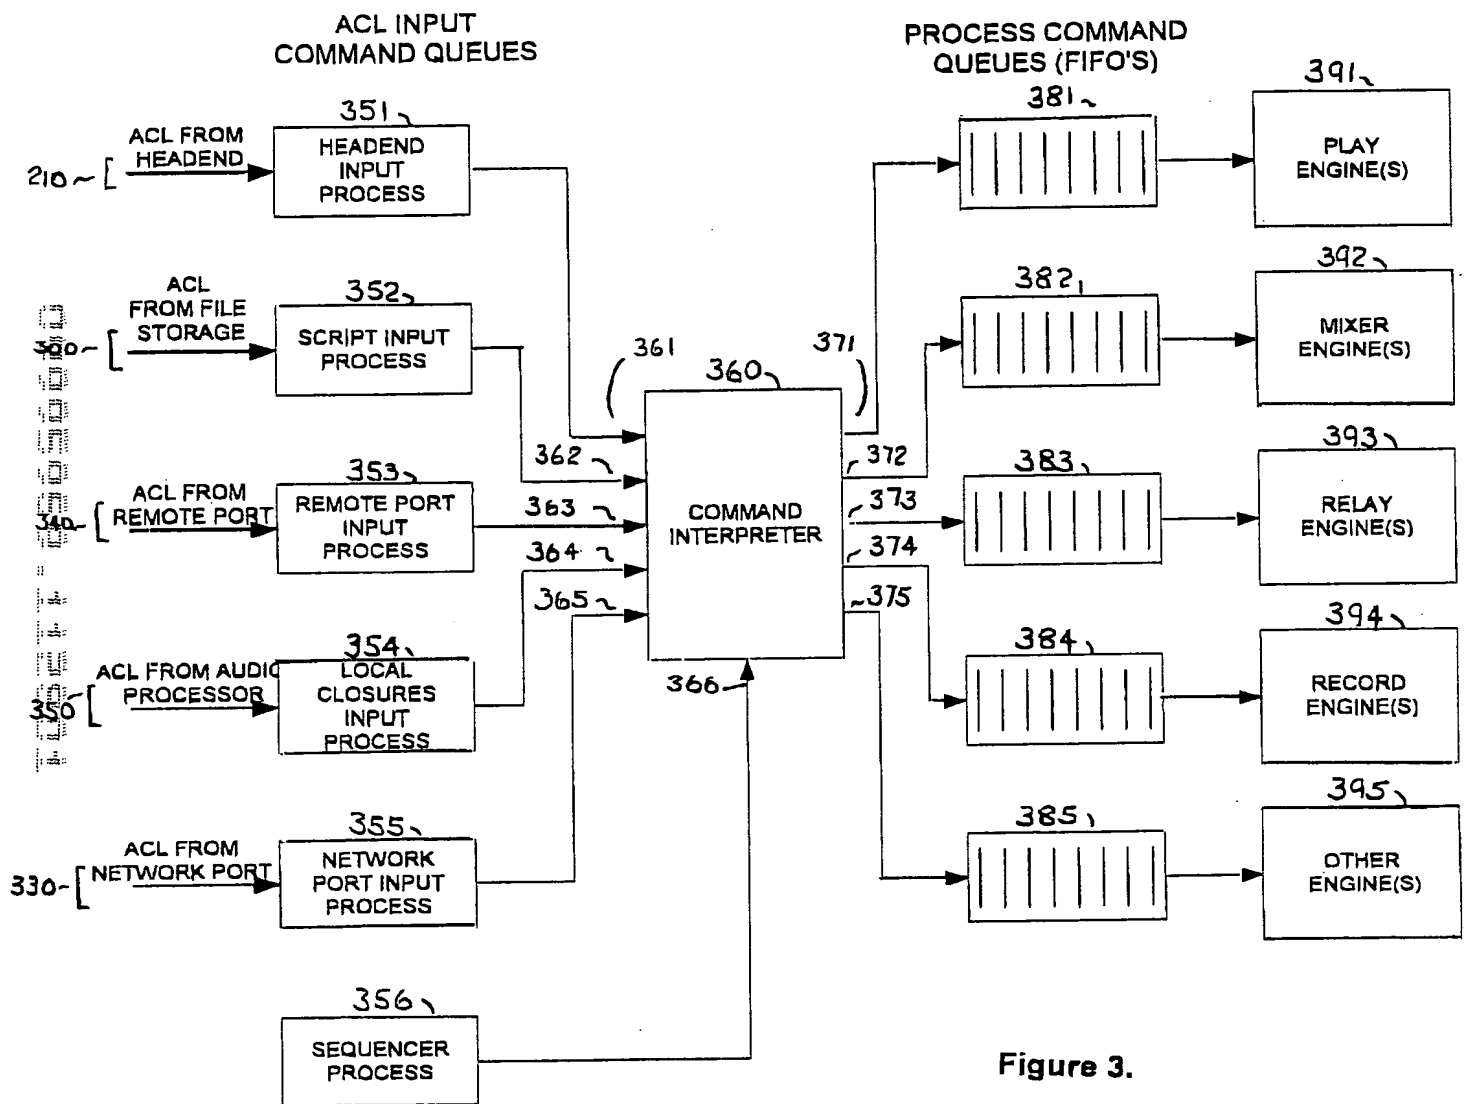 ACL INPUT
COMMAND QUEUES
PROCESS COMMAND
QUEUES (FIFO'S)
351
381
391
ACL FROM
HEADEND
210
HEADEND
INPUT
PROCESS
PLAY
ENGINE(S)
ACL
FROM FILE
STORAGE
300
352
SCRIPT INPUT
PROCESS
382
392
MIXER
ENGINE(S)
361
360
371
362
372
ACL FROM
REMOTE PORT
340
353
REMOTE PORT
INPUT
PROCESS
363
COMMAND
INTERPRETER
373
383
393
RELAY
ENGINE(S)
364
374
365
375
ACL FROM AUDIO
PROCESSOR
350
354
LOCAL
CLOSURES
INPUT
PROCESS
366
384
394
RECORD
ENGINE(S)
ACL FROM
NETWORK PORT
330
355
NETWORK
PORT INPUT
PROCESS
385
395
OTHER
ENGINE(S)
356
SEQUENCER
PROCESS
Figure 3.